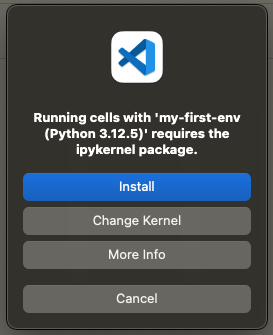 Running cells with 'my-first-env
(Python 3.12.5)' requires the
ipykernel package.
Install
Change Kernel
More Info
Cancel